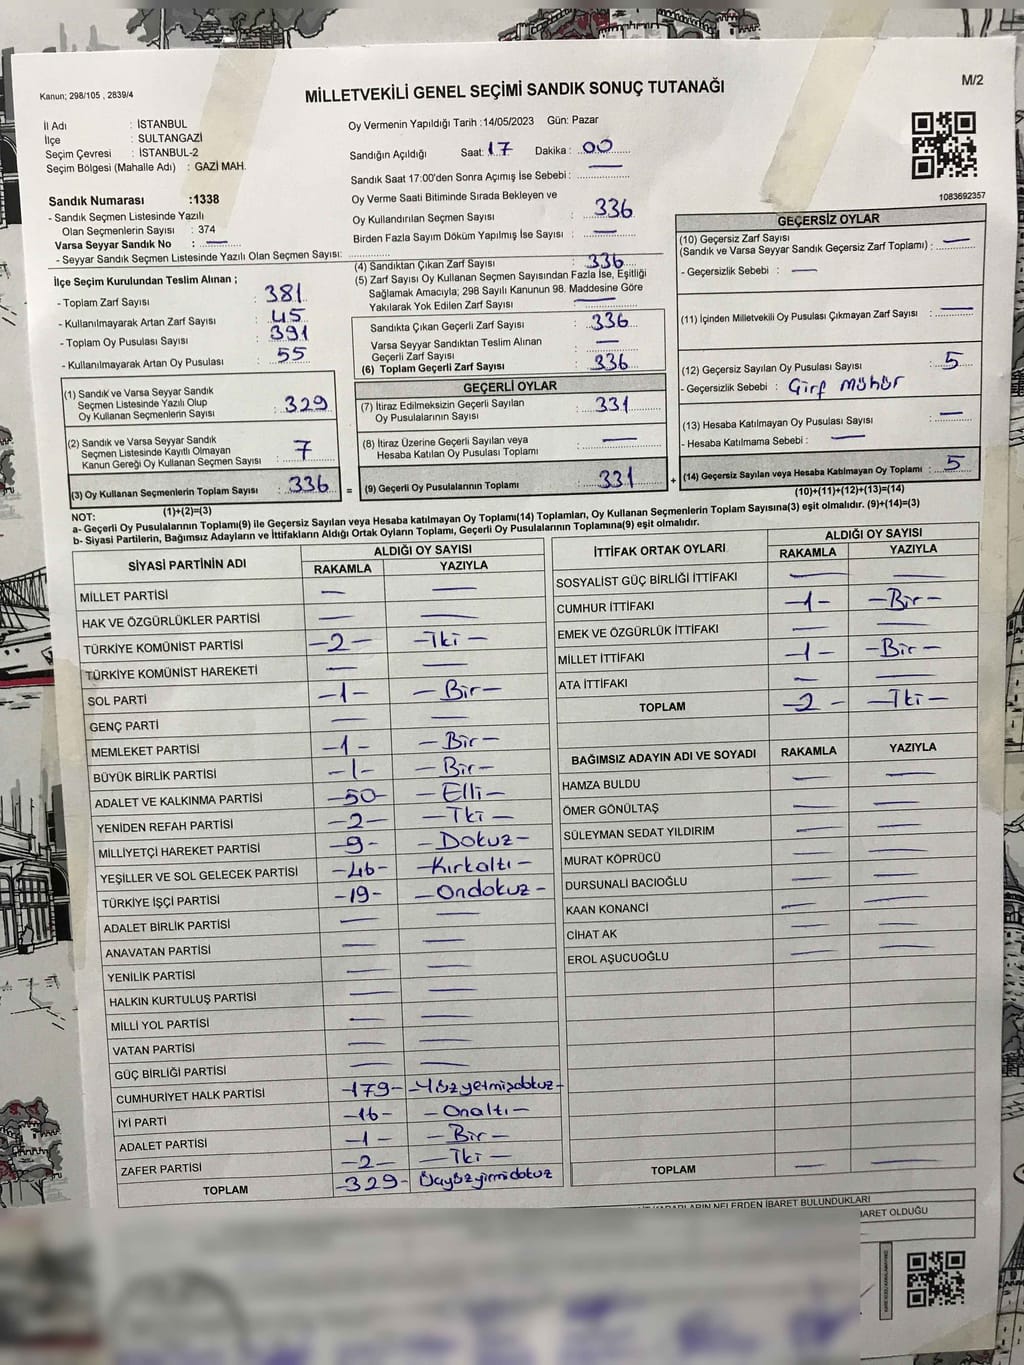 Kanun; 298/105 , 2839/4
MİLLETVEKİLİ GENEL SEÇİMİ SANDIK SONUÇ TUTANAĞI
M/2
İl Adı : İSTANBUL
İlçe : SULTANGAZİ
Seçim Çevresi : İSTANBUL-2
Seçim Bölgesi (Mahalle Adı) : GAZİ MAH.
Oy Vermenin Yapıldığı Tarih :14/05/2023 Gün: Pazar
Sandığın Açıldığı Saat: 17 Dakika : 00
Sandık Saat 17:00'den Sonra Açımış İse Sebebi : —
1083692357
Sandık Numarası :1338
- Sandık Seçmen Listesinde Yazılı
Olan Seçmenlerin Sayısı : 374
Varsa Seyyar Sandık No : —
- Seyyar Sandık Seçmen Listesinde Yazılı Olan Seçmen Sayısı:
Oy Verme Saati Bitiminde Sırada Bekleyen ve
Oy Kullandırılan Seçmen Sayısı : 336
Birden Fazla Sayım Döküm Yapılmış İse Sayısı : —
İlçe Seçim Kurulundan Teslim Alınan ;
- Toplam Zarf Sayısı : 381
- Kullanılmayarak Artan Zarf Sayısı : 45
- Toplam Oy Pusulası Sayısı : 391
- Kullanılmayarak Artan Oy Pusulası : 55
(4) Sandıktan Çıkan Zarf Sayısı : 336
(5) Zarf Sayısı Oy Kullanan Seçmen Sayısından Fazla İse, Eşitliği
Sağlamak Amacıyla; 298 Sayılı Kanunun 98. Maddesine Göre
Yakılarak Yok Edilen Zarf Sayısı : —
Sandıkta Çıkan Geçerli Zarf Sayısı : 336
Varsa Seyyar Sandıktan Teslim Alınan
Geçerli Zarf Sayısı : —
(6) Toplam Geçerli Zarf Sayısı : 336
GEÇERSİZ OYLAR
(10) Geçersiz Zarf Sayısı
(Sandık ve Varsa Seyyar Sandık Geçersiz Zarf Toplamı) : —
- Geçersizlik Sebebi : —
(11) İçinden Milletvekili Oy Pusulası Çıkmayan Zarf Sayısı : —
(12) Geçersiz Sayılan Oy Pusulası Sayısı : 5
- Geçersizlik Sebebi : Çirf mühür
(13) Hesaba Katılmayan Oy Pusulası Sayısı : —
- Hesaba Katılmama Sebebi : —
(14) Geçersiz Sayılan veya Hesaba Katılmayan Oy Toplamı : 5
(10)+(11)+(12)+(13)=(14)
(1) Sandık ve Varsa Seyyar Sandık
Seçmen Listesinde Yazılı Olup
Oy Kullanan Seçmenlerin Sayısı : 329
(2) Sandık ve Varsa Seyyar Sandık
Seçmen Listesinde Kayıtlı Olmayan
Kanun Gereği Oy Kullanan Seçmen Sayısı : 7
(3) Oy Kullanan Seçmenlerin Toplam Sayısı : 336 =
(1)+(2)=(3)
GEÇERLİ OYLAR
(7) İtiraz Edilmeksizin Geçerli Sayılan
Oy Pusulalarının Sayısı : 331
(8) İtiraz Üzerine Geçerli Sayılan veya
Hesaba Katılan Oy Pusulası Toplamı : —
(9) Geçerli Oy Pusulalarının Toplamı : 331 +
NOT:
a- Geçerli Oy Pusulalarının Toplamı(9) ile Geçersiz Sayılan veya Hesaba katılmayan Oy Toplamı(14) Toplamları, Oy Kullanan Seçmenlerin Toplam Sayısına(3) eşit olmalıdır. (9)+(14)=(3)
b- Siyasi Partilerin, Bağımsız Adayların ve İttifakların Aldığı Ortak Oyların Toplamı, Geçerli Oy Pusulalarının Toplamına(9) eşit olmalıdır.
SİYASİ PARTİNİN ADI ALDIĞI OY SAYISI
RAKAMLA YAZIYLA
MİLLET PARTİSİ — —
HAK VE ÖZGÜRLÜKLER PARTİSİ — —
TÜRKİYE KOMÜNİST PARTİSİ -2- -İki-
TÜRKİYE KOMÜNİST HAREKETİ — —
SOL PARTİ -1- -Bir-
GENÇ PARTİ — —
MEMLEKET PARTİSİ -1- -Bir-
BÜYÜK BİRLİK PARTİSİ -1- -Bir-
ADALET VE KALKINMA PARTİSİ -50- -Elli-
YENİDEN REFAH PARTİSİ -2- -İki-
MİLLİYETÇİ HAREKET PARTİSİ -9- -Dokuz-
YEŞİLLER VE SOL GELECEK PARTİSİ -46- -Kırkaltı-
TÜRKİYE İŞÇİ PARTİSİ -19- -Ondokuz-
ADALET BİRLİK PARTİSİ — —
ANAVATAN PARTİSİ — —
YENİLİK PARTİSİ — —
HALKIN KURTULUŞ PARTİSİ — —
MİLLİ YOL PARTİSİ — —
VATAN PARTİSİ — —
GÜÇ BİRLİĞİ PARTİSİ — —
CUMHURİYET HALK PARTİSİ -179- -Yüzyetmişdokuz-
İYİ PARTİ -16- -Onaltı-
ADALET PARTİSİ -1- -Bir-
ZAFER PARTİSİ -2- -İki-
TOPLAM -329- Üçyüzyirmidokuz
İTTİFAK ORTAK OYLARI ALDIĞI OY SAYISI
RAKAMLA YAZIYLA
SOSYALİST GÜÇ BİRLİĞİ İTTİFAKI — —
CUMHUR İTTİFAKI -1- -Bir-
EMEK VE ÖZGÜRLÜK İTTİFAKI — —
MİLLET İTTİFAKI -1- -Bir-
ATA İTTİFAKI — —
TOPLAM -2- -İki-
BAĞIMSIZ ADAYIN ADI VE SOYADI RAKAMLA YAZIYLA
HAMZA BULDU — —
ÖMER GÖNÜLTAŞ — —
SÜLEYMAN SEDAT YILDIRIM — —
MURAT KÖPRÜCÜ — —
DURSUNALİ BACIOĞLU — —
KAAN KONANCİ — —
CİHAT AK — —
EROL AŞUCUOĞLU — —
TOPLAM — —
NELERDEN İBARET BULUNDUKLARI
BARET OLDUĞU